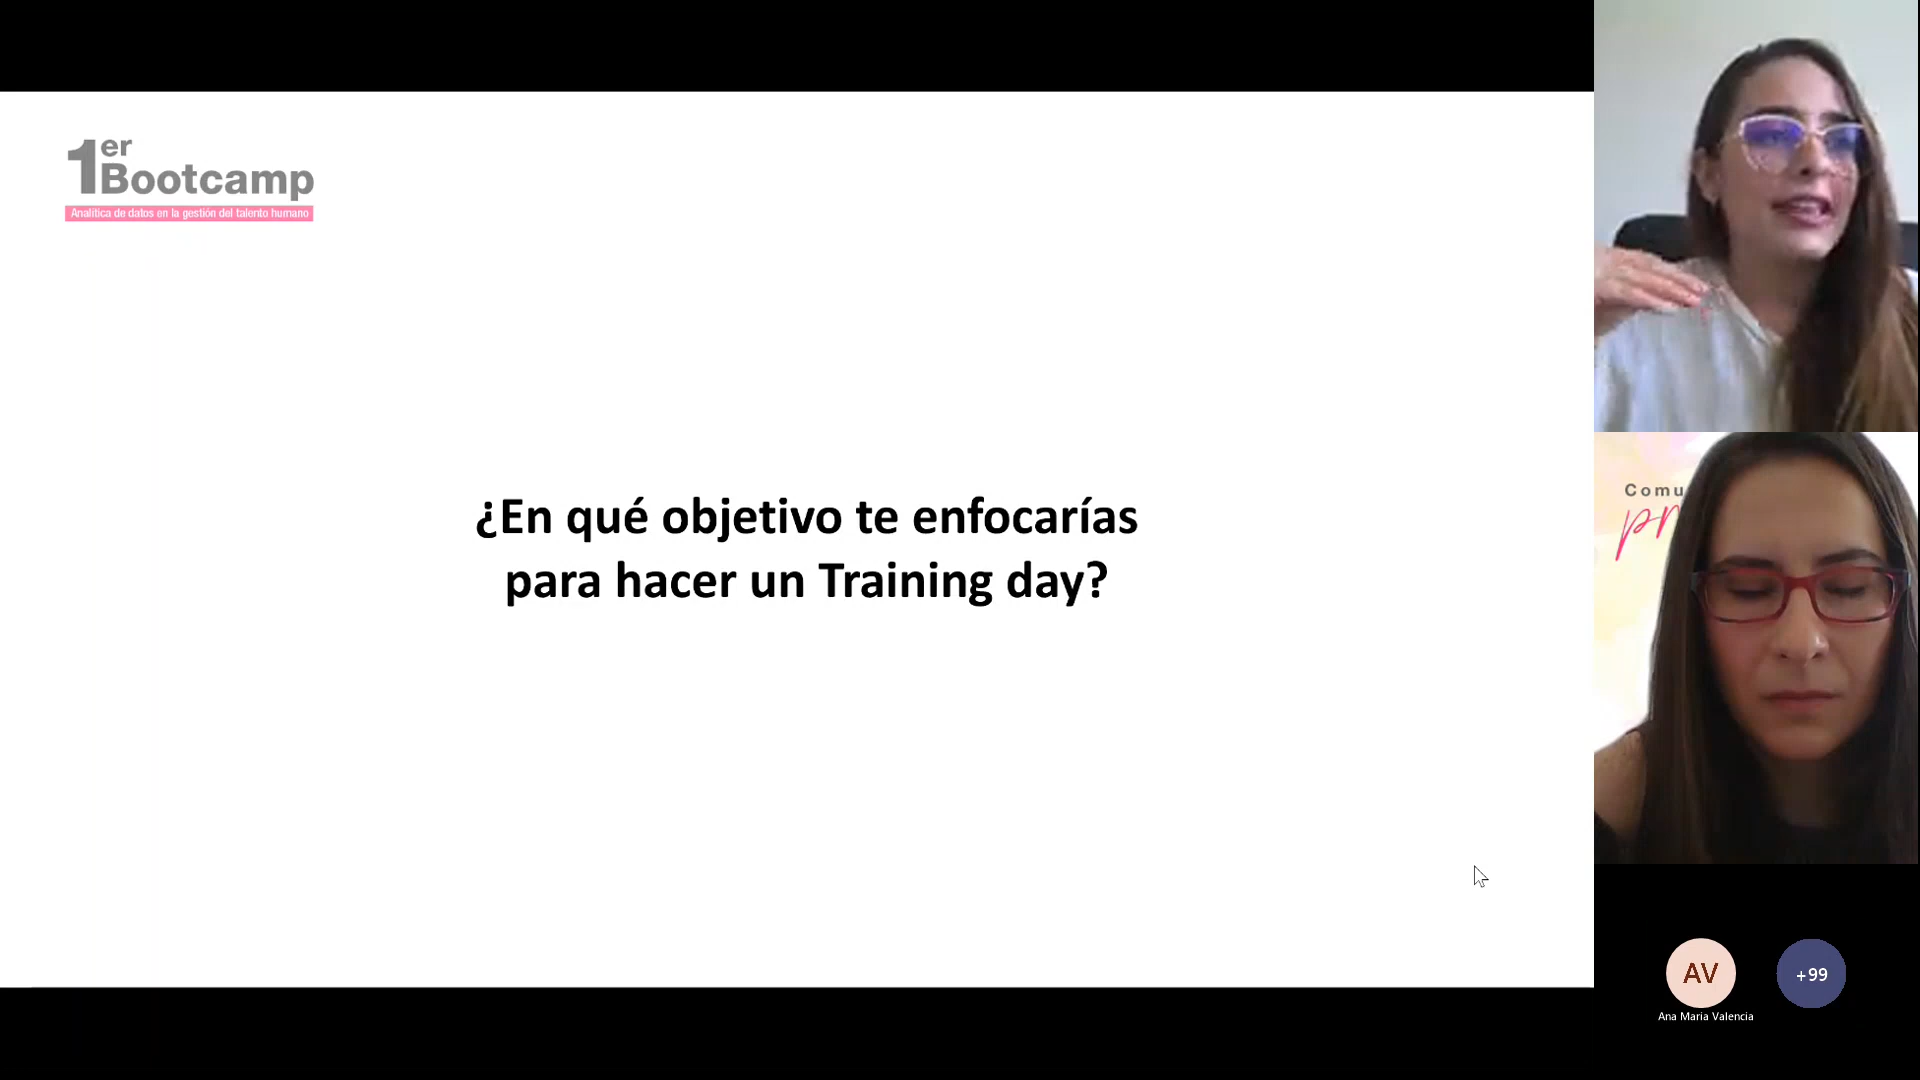 1er
Bootcamp
Analítica de datos en la gestión del talento humano
¿En qué objetivo te enfocarías
para hacer un Training day?
Comu
pr
AV
+99
Ana Maria Valencia